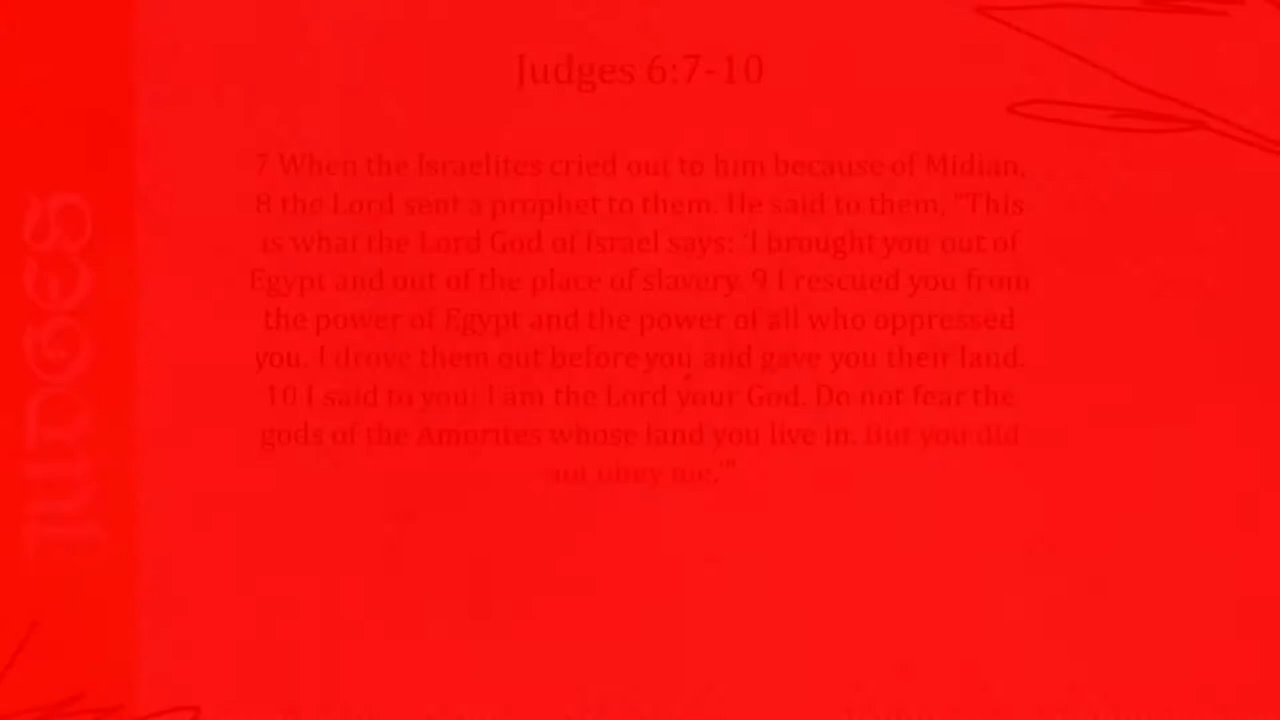 Judges 6:7-10
7 When the Israelites cried out to him because of Midian,
8 the Lord sent a prophet to them. He said to them, "This
is what the Lord God of Israel says: 'I brought you out of
Egypt and out of the place of slavery. 9 I rescued you from
the power of Egypt and the power of all who oppressed
you. I drove them out before you and gave you their land.
10 I said to you: I am the Lord your God. Do not fear the
gods of the Amorites whose land you live in. But you did
not obey me.'"
JUDGES